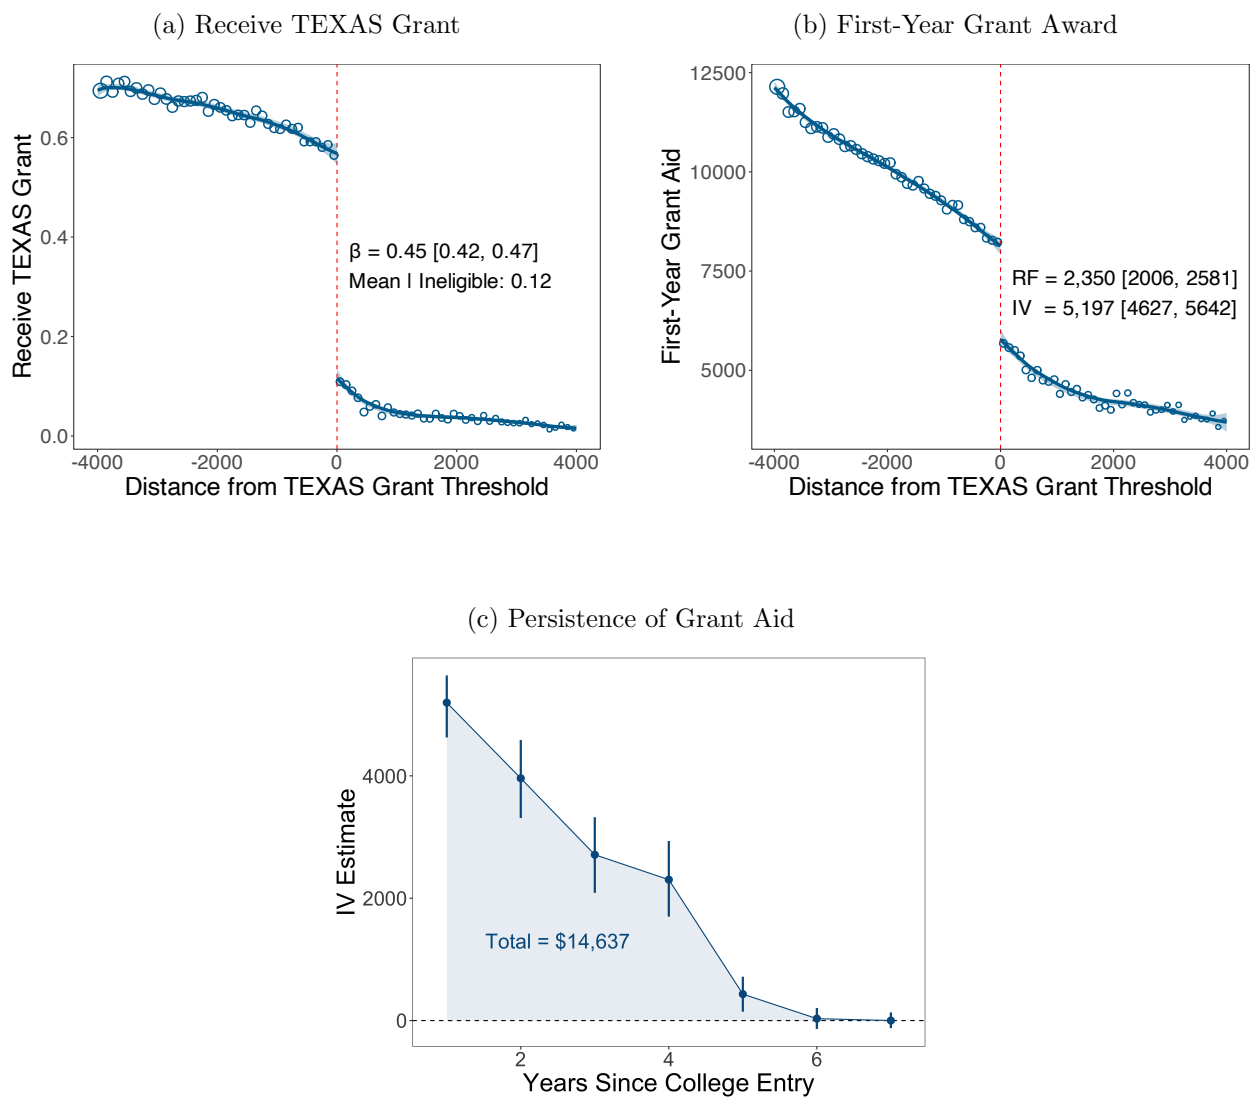 (a) Receive TEXAS Grant
Receive TEXAS Grant
0.6
0.4
0.2
0.0
β = 0.45 [0.42, 0.47]
Mean | Ineligible: 0.12
-4000 -2000 0 2000 4000
Distance from TEXAS Grant Threshold
(b) First-Year Grant Award
First-Year Grant Aid
12500
10000
7500
5000
RF = 2,350 [2006, 2581]
IV = 5,197 [4627, 5642]
-4000 -2000 0 2000 4000
Distance from TEXAS Grant Threshold
(c) Persistence of Grant Aid
IV Estimate
4000
2000
0
Total = $14,637
2 4 6
Years Since College Entry